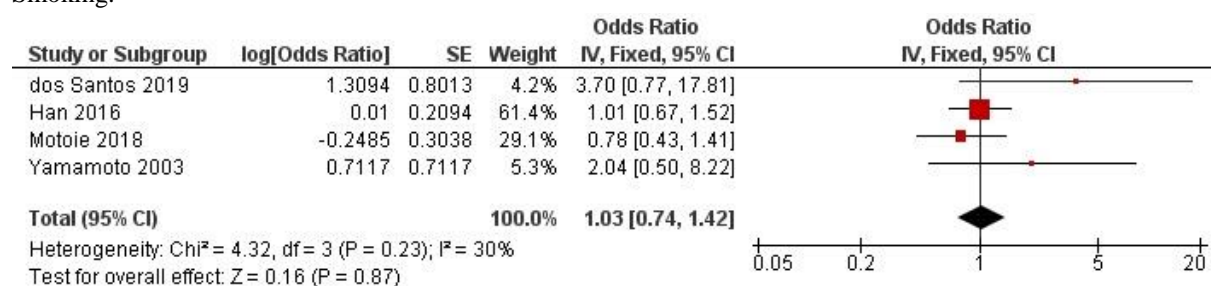 Smoking.
Odds Ratio Odds Ratio
Study or Subgroup log[Odds Ratio] SE Weight IV, Fixed, 95% CI IV, Fixed, 95% CI
dos Santos 2019 1.3094 0.8013 4.2% 3.70 [0.77, 17.81]
Han 2016 0.01 0.2094 61.4% 1.01 [0.67, 1.52]
Motoie 2018 -0.2485 0.3038 29.1% 0.78 [0.43, 1.41]
Yamamoto 2003 0.7117 0.7117 5.3% 2.04 [0.50, 8.22]
Total (95% CI) 100.0% 1.03 [0.74, 1.42]
Heterogeneity: Chi² = 4.32, df = 3 (P = 0.23); I² = 30%
Test for overall effect: Z = 0.16 (P = 0.87)
0.05 0.2 1 5 20